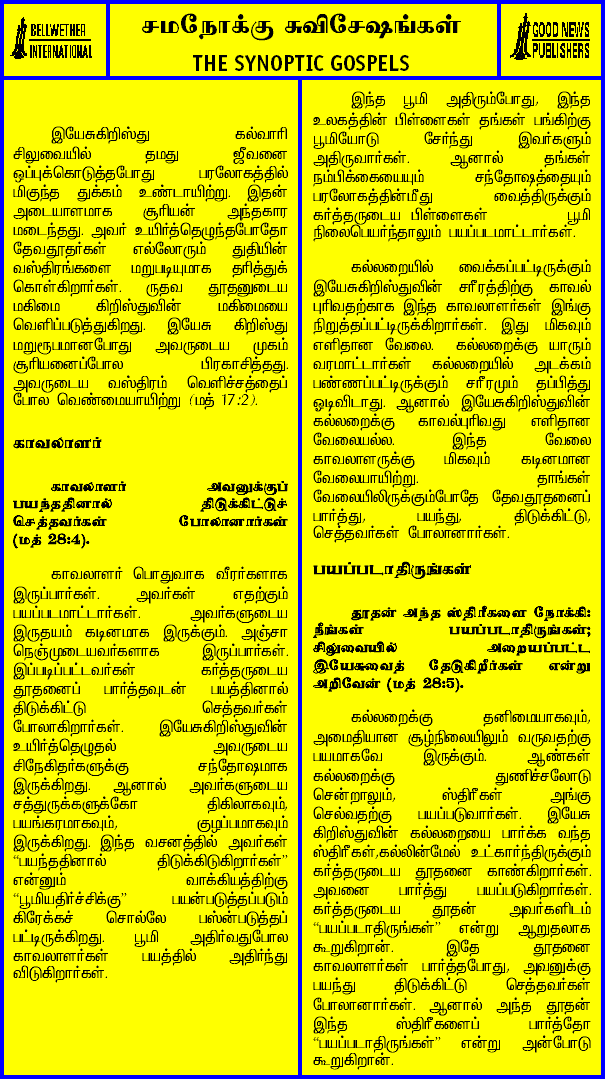 BELLWETHER
INTERNATIONAL
சமநோக்கு சுவிசேஷங்கள்
THE SYNOPTIC GOSPELS
GOOD NEWS
PUBLISHERS
இயேசுகிறிஸ்து கல்வாரி
சிலுவையில் தமது ஜீவனை
ஒப்புக்கொடுத்தபோது பரலோகத்தில்
மிகுந்த துக்கம் உண்டாயிற்று. இதன்
அடையாளமாக சூரியன் அந்தகார
மடைந்தது. அவர் உயிர்த்தெழுந்தபோதோ
தேவதூதர்கள் எல்லோரும் துதியின்
வஸ்திரங்களை மறுபடியுமாக தரித்துக்
கொள்கிறார்கள். ருதவ தூதனுடைய
மகிமை கிறிஸ்துவின் மகிமையை
வெளிப்படுத்துகிறது. இயேசு கிறிஸ்து
மறுரூபமானபோது அவருடைய முகம்
சூரியனைப்போல பிரகாசித்தது.
அவருடைய வஸ்திரம் வெளிச்சத்தைப்
போல வெண்மையாயிற்று (மத் 17:2).
காவலாளர்
காவலாளர் அவனுக்குப்
பயந்ததினால் திடுக்கிட்டுச்
செத்தவர்கள் போலானார்கள்
(மத் 28:4).
காவலாளர் பொதுவாக வீரர்களாக
இருப்பார்கள். அவர்கள் எதற்கும்
பயப்படமாட்டார்கள். அவர்களுடைய
இருதயம் கடினமாக இருக்கும். அஞ்சா
நெஞ்முடையவர்களாக இருப்பார்கள்.
இப்படிப்பட்டவர்கள் கர்த்தருடைய
தூதனைப் பார்த்தவுடன் பயத்தினால்
திடுக்கிட்டு செத்தவர்கள்
போலாகிறார்கள். இயேசுகிறிஸ்துவின்
உயிர்த்தெழுதல் அவருடைய
சிநேகிதர்களுக்கு சந்தோஷமாக
இருக்கிறது. ஆனால் அவர்களுடைய
சத்துருக்களுக்கோ திகிலாகவும்,
பயங்கரமாகவும், குழப்பமாகவும்
இருக்கிறது. இந்த வசனத்தில் அவர்கள்
“பயந்ததினால் திடுக்கிடுகிறார்கள்”
என்னும் வாக்கியத்திற்கு
“பூமியதிர்ச்சிக்கு” பயன்படுத்தப்படும்
கிரேக்கச் சொல்லே பஸ்ன்படுத்தப்
பட்டிருக்கிறது. பூமி அதிர்வதுபோல
காவலாளர்கள் பயத்தில் அதிர்ந்து
விடுகிறார்கள்.
இந்த பூமி அதிரும்போது, இந்த
உலகத்தின் பிள்ளைகள் தங்கள் பங்கிற்கு
பூமியோடு சேர்ந்து இவர்களும்
அதிருவார்கள். ஆனால் தங்கள்
நம்பிக்கையையும் சந்தோஷத்தையும்
பரலோகத்தின்மீது வைத்திருக்கும்
கர்த்தருடைய பிள்ளைகள் பூமி
நிலைபெயர்ந்தாலும் பயப்படமாட்டார்கள்.
கல்லறையில் வைக்கப்பட்டிருக்கும்
இயேசுகிறிஸ்துவின் சரீரத்திற்கு காவல்
புரிவதற்காக இந்த காவலாளர்கள் இங்கு
நிறுத்தப்பட்டிருக்கிறார்கள். இது மிகவும்
எளிதான வேலை. கல்லறைக்கு யாரும்
வரமாட்டார்கள் கல்லறையில் அடக்கம்
பண்ணப்பட்டிருக்கும் சரீரமும் தப்பித்து
ஓடிவிடாது. ஆனால் இயேசுகிறிஸ்துவின்
கல்லறைக்கு காவல்புரிவது எளிதான
வேலையல்ல. இந்த வேலை
காவலாளருக்கு மிகவும் கடினமான
வேலையாயிற்று. தாங்கள்
வேலையிலிருக்கும்போதே தேவதூதனைப்
பார்த்து, பயந்து, திடுக்கிட்டு,
செத்தவர்கள் போலானார்கள்.
பயப்படாதிருங்கள்
தூதன் அந்த ஸ்திரீகளை நோக்கி:
நீங்கள் பயப்படாதிருங்கள்;
சிலுவையில் அறையப்பட்ட
இயேசுவைத் தேடுகிறீர்கள் என்று
அறிவேன் (மத் 28:5).
கல்லறைக்கு தனிமையாகவும்,
அமைதியான சூழ்நிலையிலும் வருவதற்கு
பயமாகவே இருக்கும். ஆண்கள்
கல்லறைக்கு துணிச்சலோடு
சென்றாலும், ஸ்திரீகள் அங்கு
செல்வதற்கு பயப்படுவார்கள். இயேசு
கிறிஸ்துவின் கல்லறையை பார்க்க வந்த
ஸ்திரீகள்,கல்லின்மேல் உட்கார்ந்திருக்கும்
கர்த்தருடைய தூதனை காண்கிறார்கள்.
அவனை பார்த்து பயப்படுகிறார்கள்.
கர்த்தருடைய தூதன் அவர்களிடம்
“பயப்படாதிருங்கள்” என்று ஆறுதலாக
கூறுகிறான். இதே தூதனை
காவலாளர்கள் பார்த்தபோது, அவனுக்கு
பயந்து திடுக்கிட்டு செத்தவர்கள்
போலானார்கள். ஆனால் அந்த தூதன்
இந்த ஸ்திரீகளைப் பார்த்தோ
“பயப்படாதிருங்கள்” என்று அன்போடு
கூறுகிறான்.